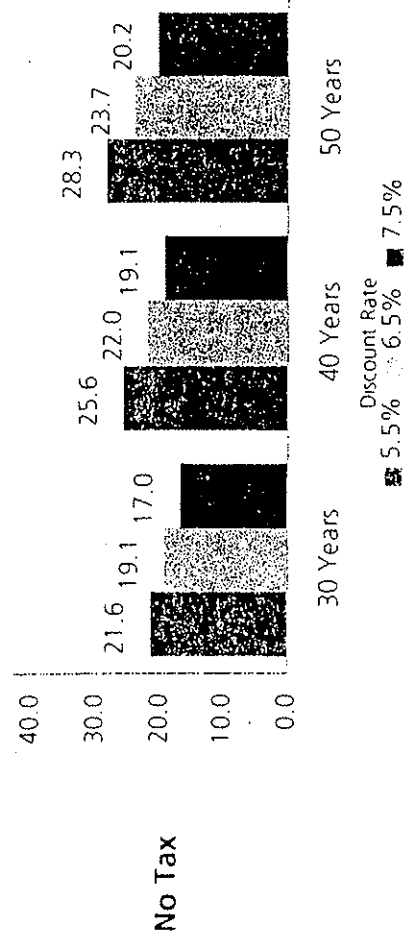 No Tax
40.0
30.0
20.0
10.0
0.0
21.6
19.1
17.0
25.6
22.0
19.1
28.3
23.7
20.2
30 Years
40 Years
50 Years
Discount Rate
5.5% 6.5% 7.5%